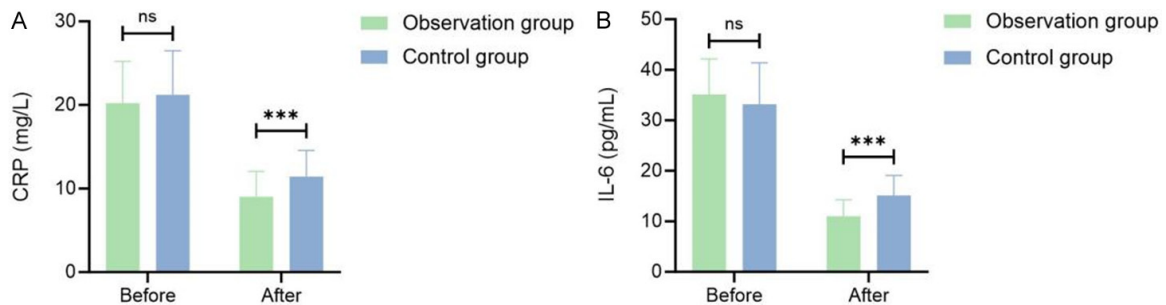 A
CRP (mg/L)
30
20
10
0
ns
***
Before
After
Observation group
Control group
B
IL-6 (pg/mL)
50
40
30
20
10
0
ns
***
Before
After
Observation group
Control group